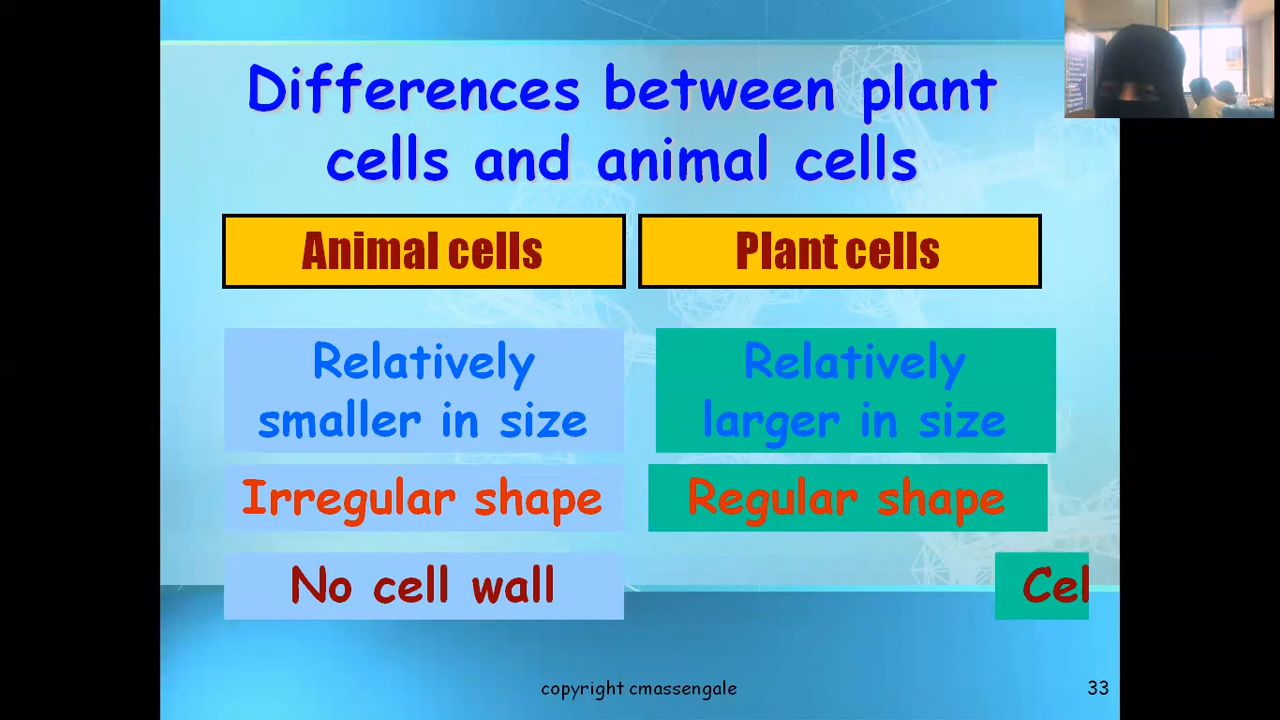 Differences between plant
cells and animal cells
Animal cells
Plant cells
Relatively
smaller in size
Relatively
larger in size
Irregular shape
Regular shape
No cell wall
Cel
copyright cmassengale
33